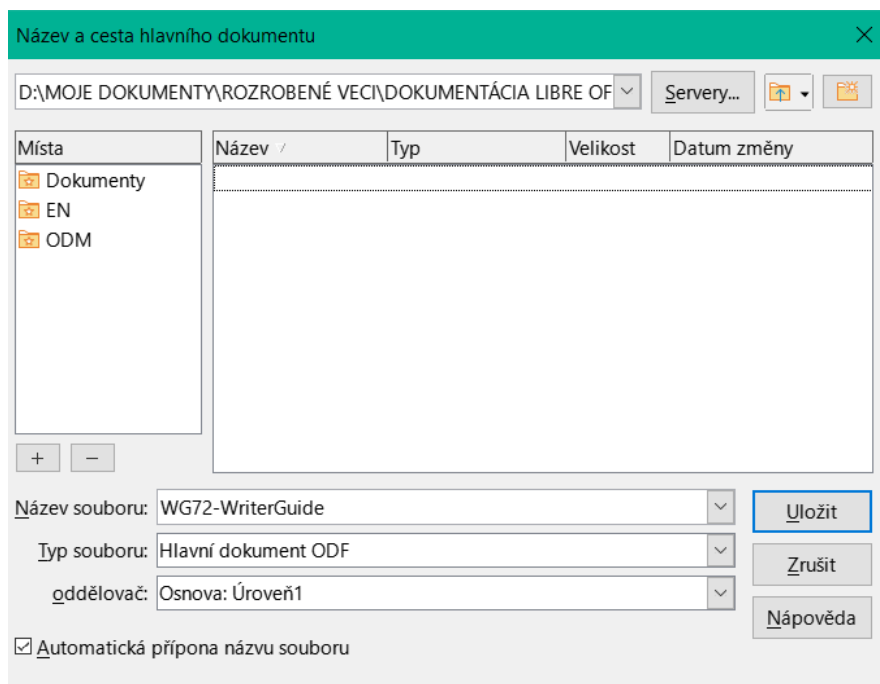 Název a cesta hlavního dokumentu
D:\MOJE DOKUMENTY\ROZROBENÉ VECI\DOKUMENTÁCIA LIBRE OF
Servery...
Místa
Název
Typ
Velikost
Datum změny
Dokumenty
EN
ODM
Název souboru:
WG72-WriterGuide
Uložit
Typ souboru:
Hlavní dokument ODF
Zrušit
oddělovač:
Osnova: Úroveň1
Nápověda
Automatická přípona názvu souboru